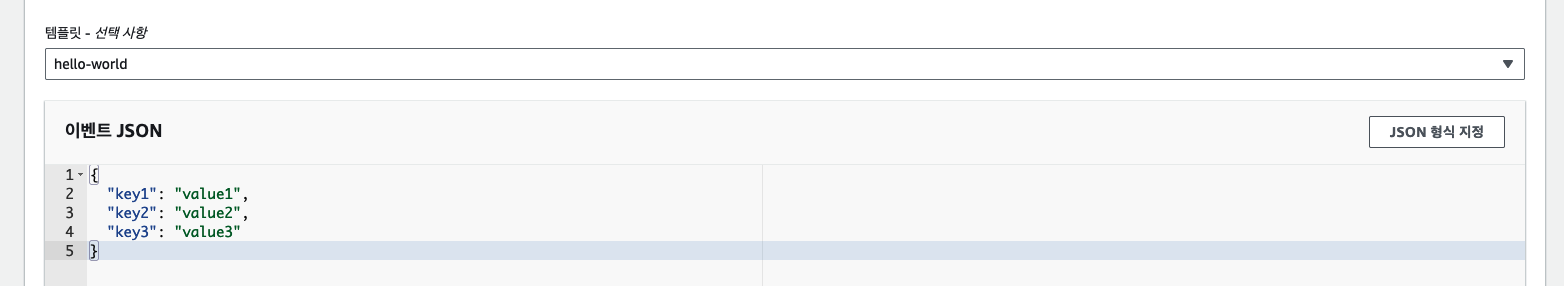 템플릿 - 선택 사항
hello-world
이벤트 JSON
JSON 형식 지정
1 {
2 "key1": "value1",
3 "key2": "value2",
4 "key3": "value3"
5 }